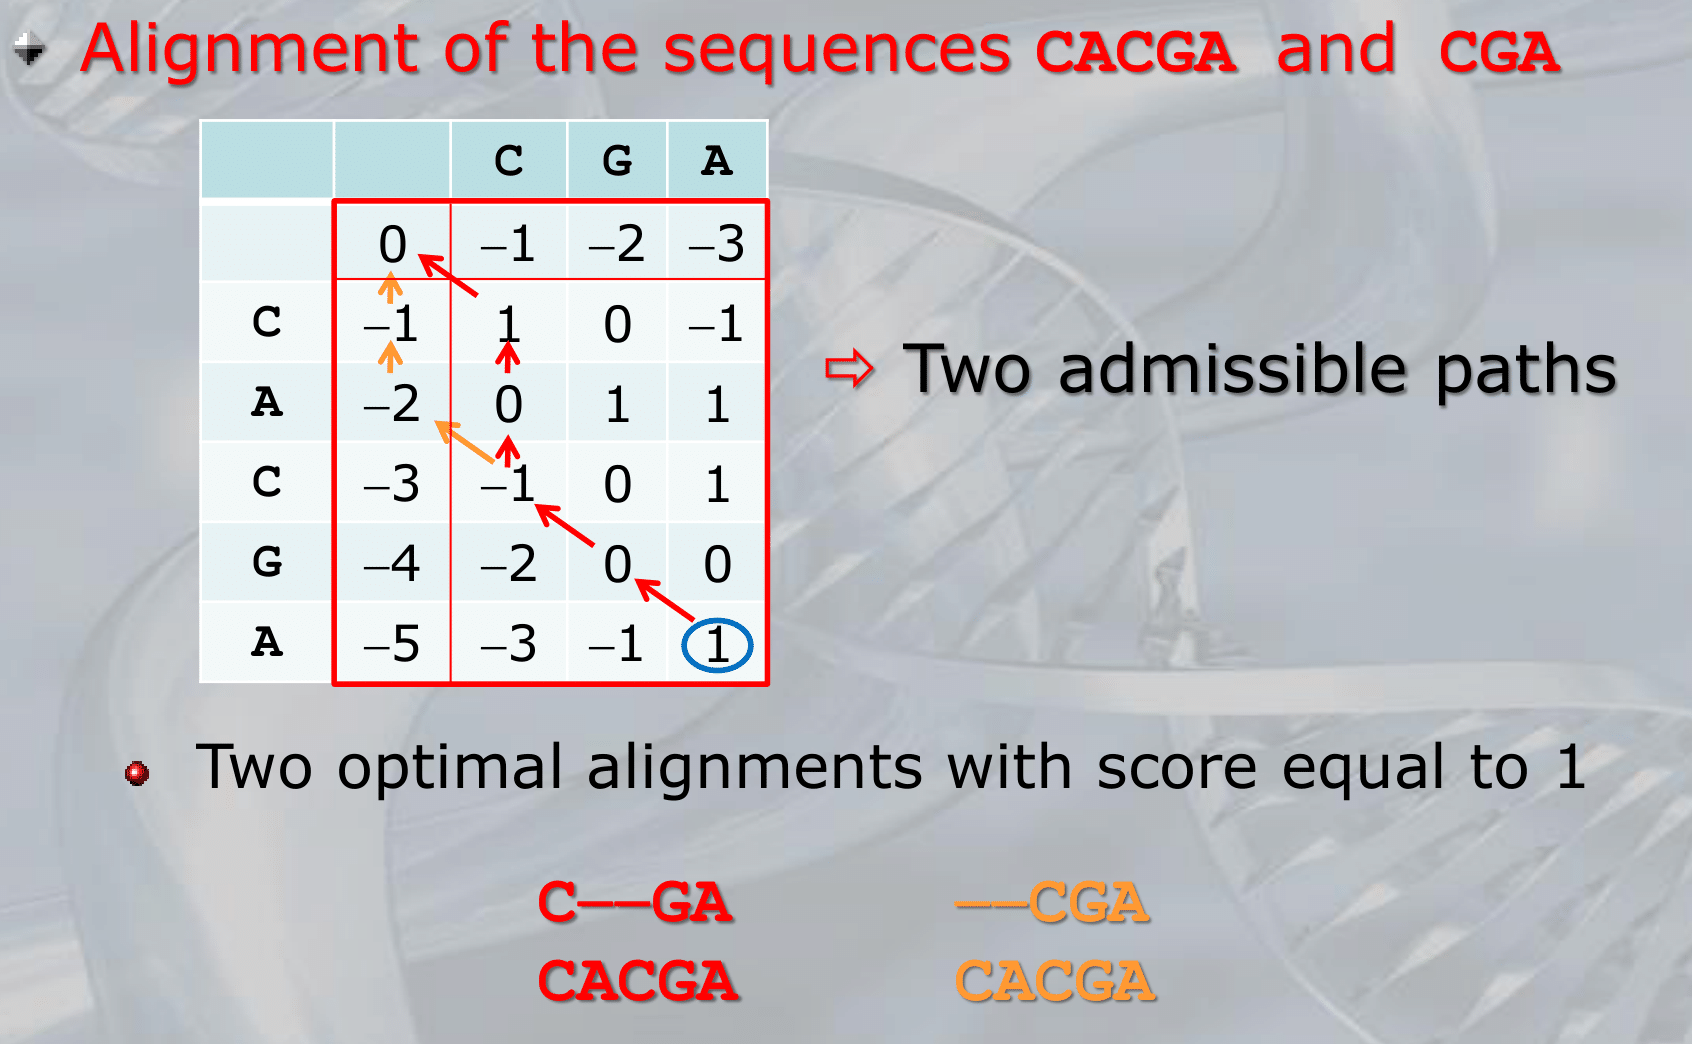 Alignment of the sequences CACGA and CGA
C G A
0 –1 –2 –3
C –1 1 0 –1
A –2 0 1 1
C –3 –1 0 1
G –4 –2 0 0
A –5 –3 –1 1
⇨ Two admissible paths
Two optimal alignments with score equal to 1
C––GA ––CGA
CACGA CACGA